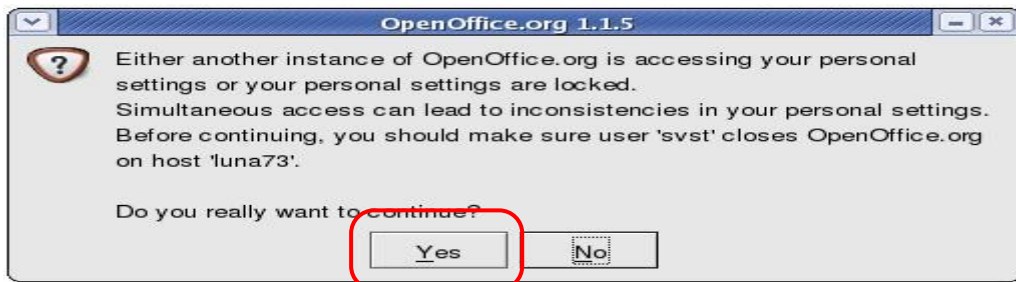 OpenOffice.org 1.1.5
Either another instance of OpenOffice.org is accessing your personal
settings or your personal settings are locked.
Simultaneous access can lead to inconsistencies in your personal settings.
Before continuing, you should make sure user 'svst' closes OpenOffice.org
on host 'luna73'.
Do you really want to continue?
Yes No